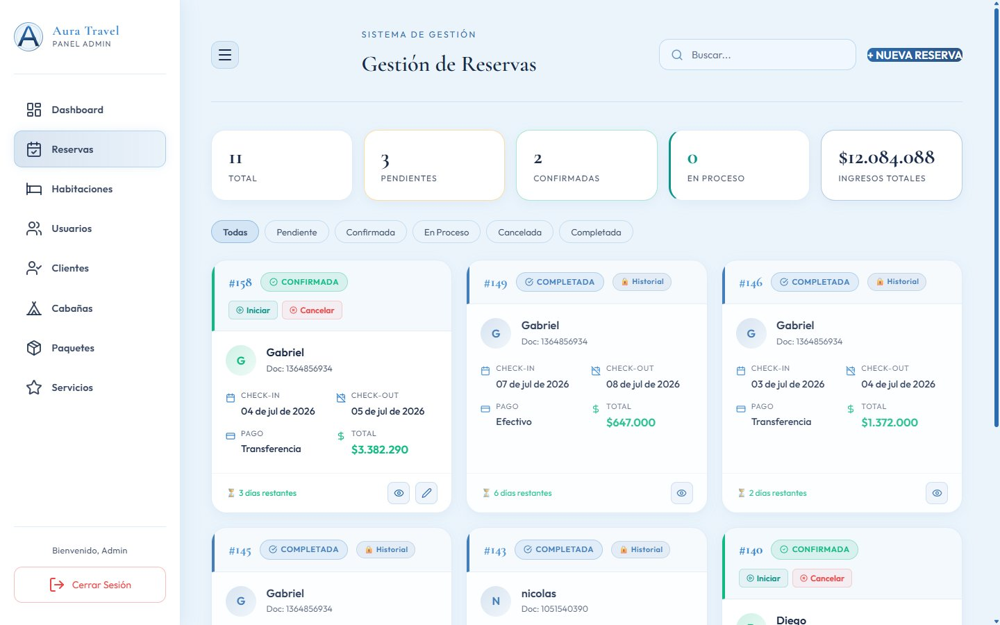 Aura Travel
PANEL ADMIN
Dashboard
Reservas
Habitaciones
Usuarios
Clientes
Cabañas
Paquetes
Servicios
Bienvenido, Admin
Cerrar Sesión
SISTEMA DE GESTIÓN
Gestión de Reservas
Buscar...
+ NUEVA RESERVA
11
TOTAL
3
PENDIENTES
2
CONFIRMADAS
0
EN PROCESO
$12.084.088
INGRESOS TOTALES
Todas
Pendiente
Confirmada
En Proceso
Cancelada
Completada
#158 CONFIRMADA
Iniciar Cancelar
G
Gabriel
Doc: 1364856934
CHECK-IN
04 de jul de 2026
CHECK-OUT
05 de jul de 2026
PAGO
Transferencia
TOTAL
$3.382.290
3 días restantes
#149 COMPLETADA Historial
G
Gabriel
Doc: 1364856934
CHECK-IN
07 de jul de 2026
CHECK-OUT
08 de jul de 2026
PAGO
Efectivo
TOTAL
$647.000
6 días restantes
#146 COMPLETADA Historial
G
Gabriel
Doc: 1364856934
CHECK-IN
03 de jul de 2026
CHECK-OUT
04 de jul de 2026
PAGO
Transferencia
TOTAL
$1.372.000
2 días restantes
#145 COMPLETADA Historial
G
Gabriel
Doc: 1364856934
#143 COMPLETADA Historial
N
nicolas
Doc: 1051540390
#140 CONFIRMADA
Iniciar Cancelar
Diego